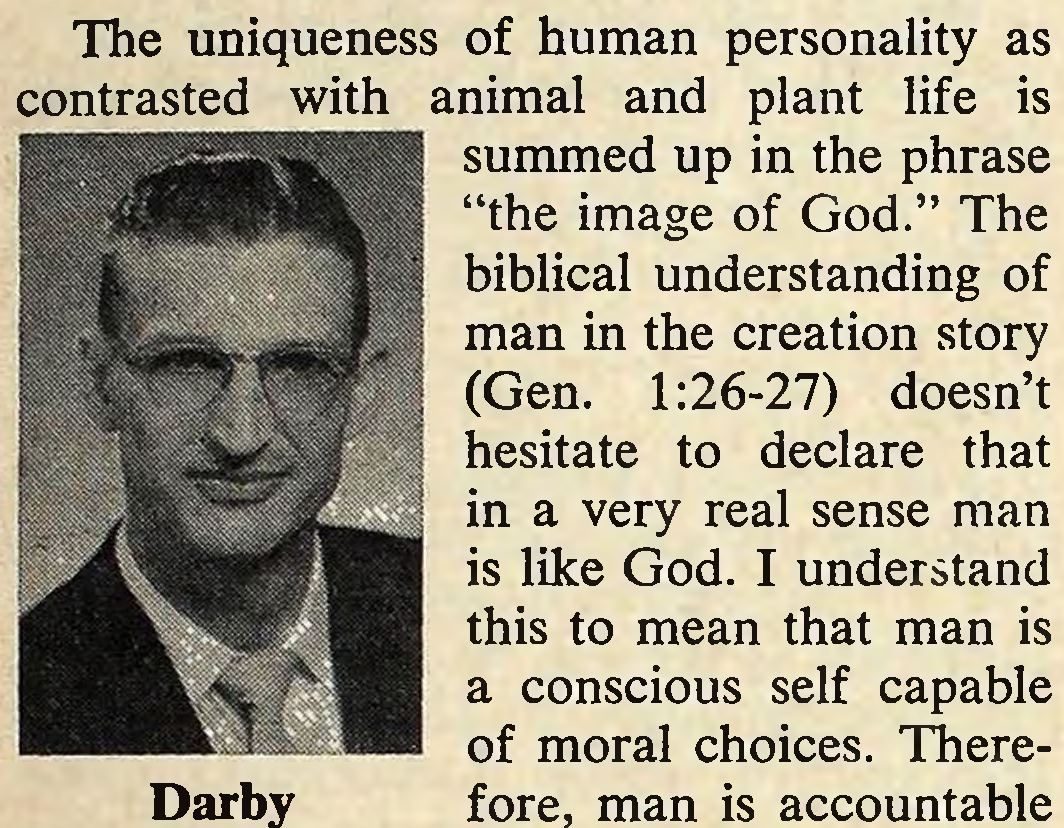 The uniqueness of human personality as
contrasted with animal and plant life is
summed up in the phrase
“the image of God.” The
biblical understanding of
man in the creation story
(Gen. 1:26-27) doesn’t
hesitate to declare that
in a very real sense man
is like God. I understand
this to mean that man is
a conscious self capable
of moral choices. There-
fore, man is accountable
Darby